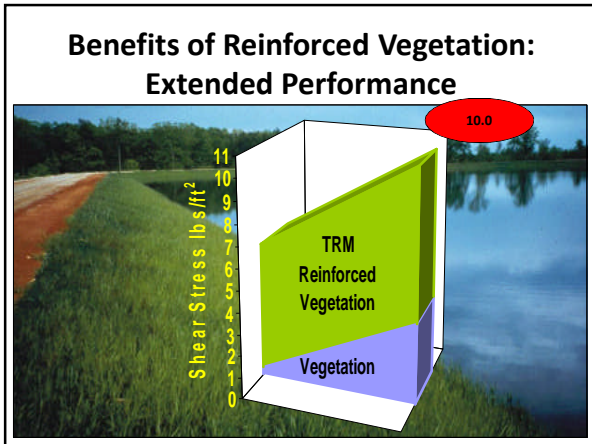 Benefits of Reinforced Vegetation:
Extended Performance
10.0
11
10
9
8
7
6
5
4
3
2
1
0
Shear Stress lbs/ft²
TRM
Reinforced
Vegetation
Vegetation